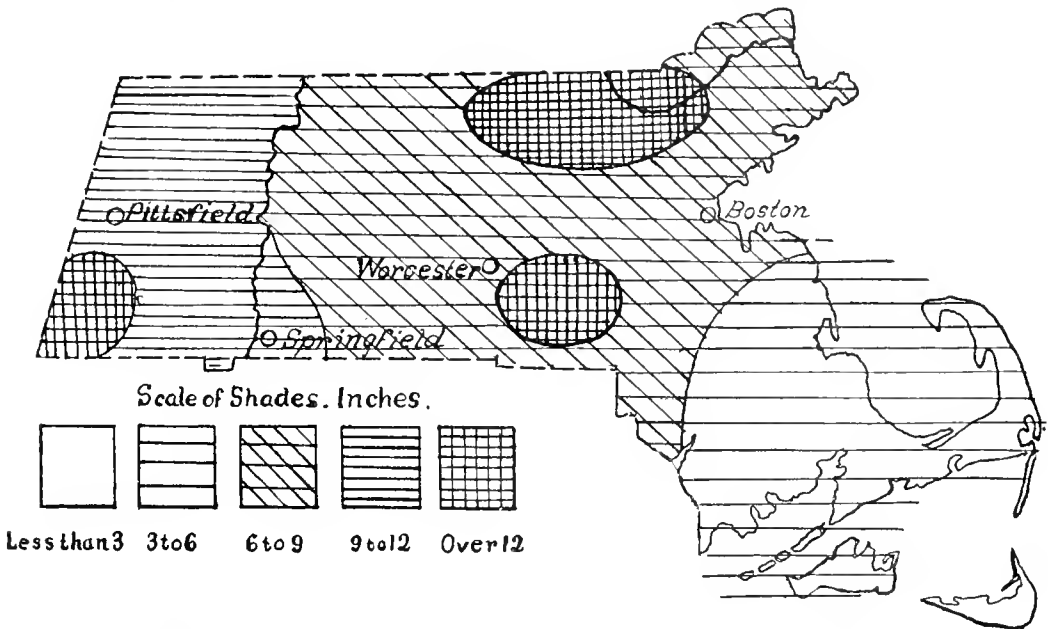 Pittsfield
Boston
Worcester
Springfield
Scale of Shades. Inches.
Less than 3 3 to 6 6 to 9 9 to 12 Over 12